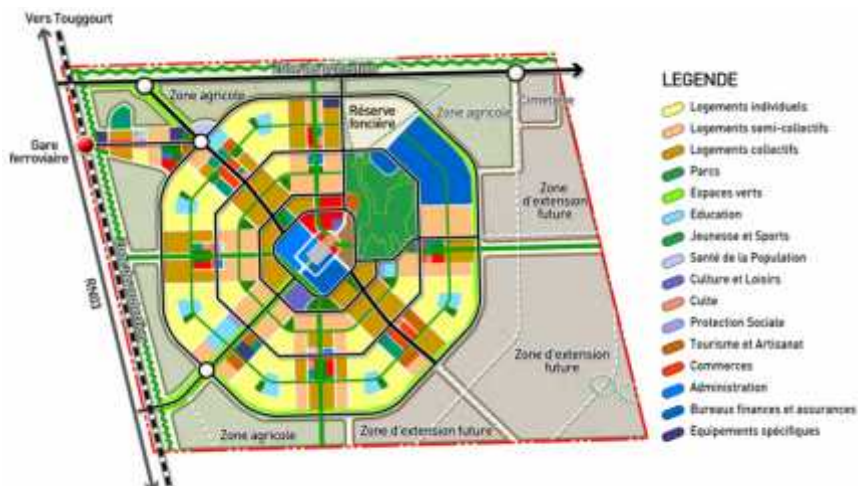 Vers Touggourt
Gare
ferroviaire
RN03
Zone agricole
Réserve
foncière
Zone agricole
Cimetière
Zone
d'extension
future
Zone d'extension
future
Zone agricole
Zone d'extension future
LEGENDE
Logements individuels
Logements semi-collectifs
Logements collectifs
Parcs
Espaces verts
Education
Jeunesse et Sports
Santé de la Population
Culture et Loisirs
Culte
Protection Sociale
Tourisme et Artisanat
Commerces
Administration
Bureaux finances et assurances
Equipements spécifiques